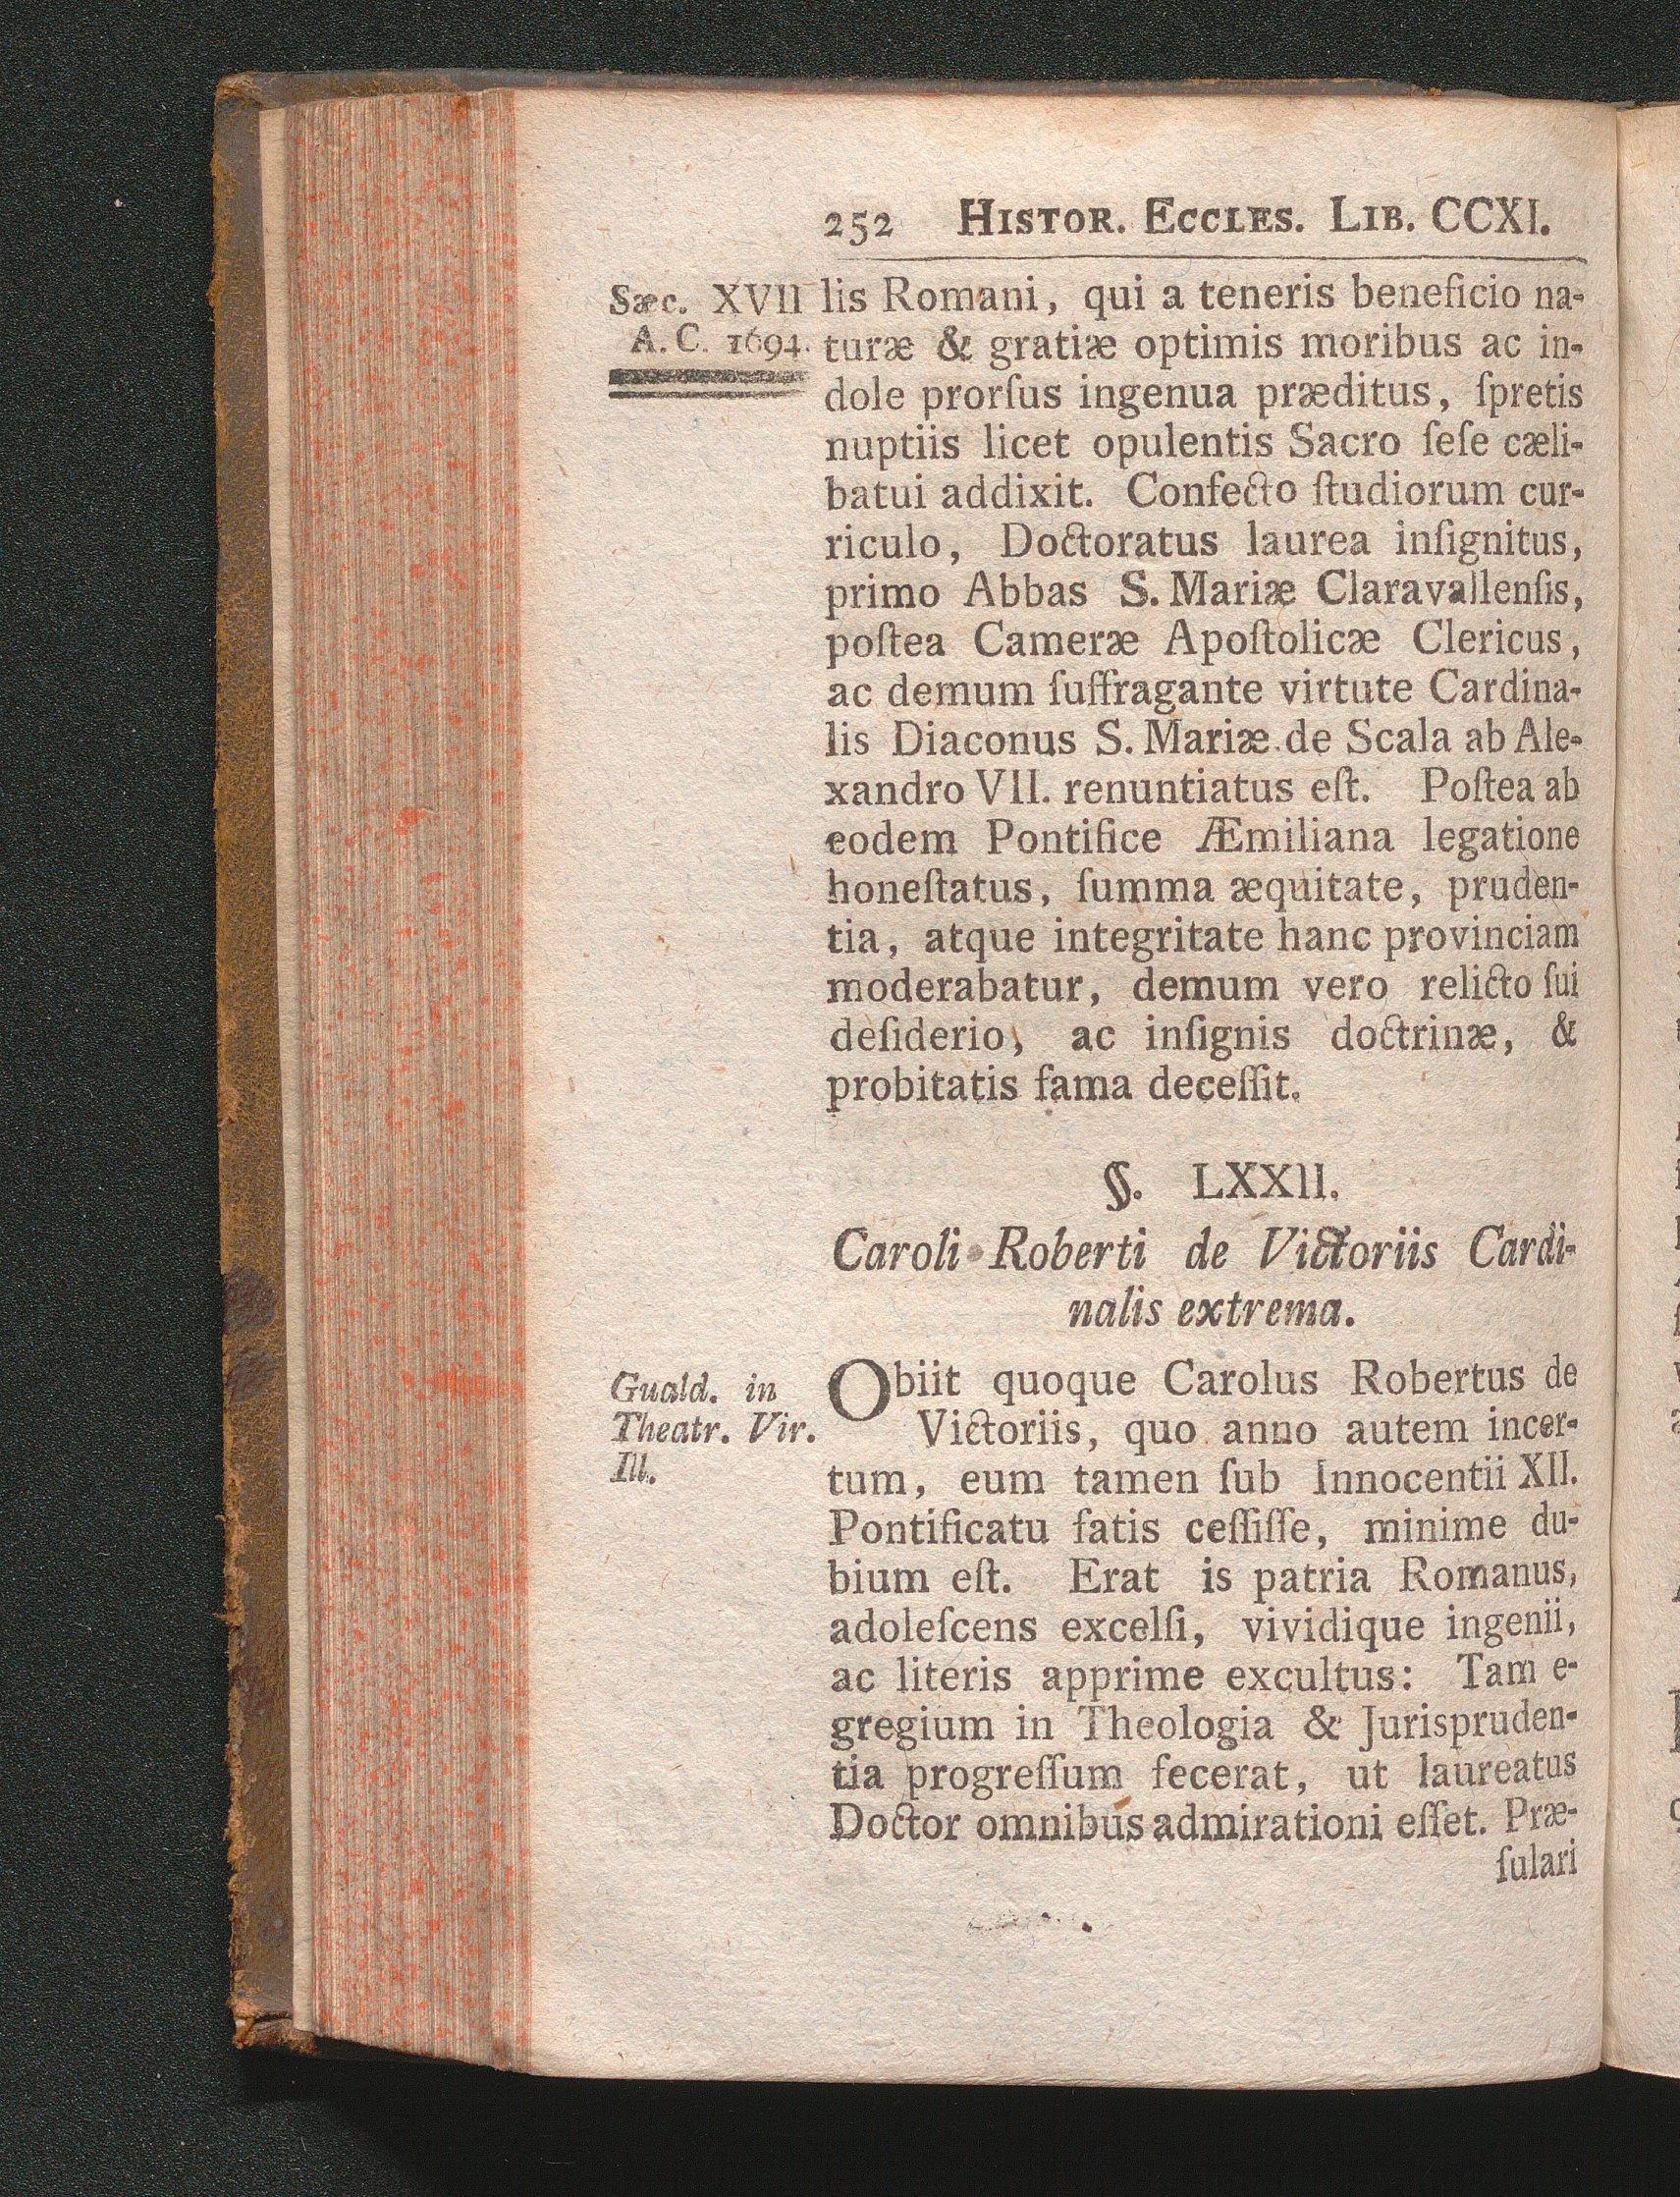 252 HISTOR. ECCLES. LIB. CCXI.
Sæc. XVII
A. C. 1694.
lis Romani, qui a teneris beneficio na-
turæ & gratiæ optimis moribus ac in-
dole prorſus ingenua præditus, ſpretis
nuptiis licet opulentis Sacro ſeſe cæli-
batui addixit. Confecto ſtudiorum cur-
riculo, Doctoratus laurea inſignitus,
primo Abbas S. Mariæ Claravallenſis,
poſtea Cameræ Apoſtolicæ Clericus,
ac demum ſuffragante virtute Cardina-
lis Diaconus S. Mariæ de Scala ab Ale-
xandro VII. renuntiatus eſt. Poſtea ab
eodem Pontifice Æmiliana legatione
honeſtatus, ſumma æquitate, pruden-
tia, atque integritate hanc provinciam
moderabatur, demum vero relicto ſui
deſiderio, ac inſignis doctrinæ, &
probitatis fama deceſſit.
§. LXXII.
Caroli Roberti de Victoriis Cardi-
nalis extrema.
Guald. in
Theatr. Vir.
Ill.
Obiit quoque Carolus Robertus de
Victoriis, quo anno autem incer-
tum, eum tamen ſub Innocentii XII.
Pontificatu fatis ceſſiſſe, minime du-
bium eſt. Erat is patria Romanus,
adoleſcens excelſi, vividique ingenii,
ac literis apprime excultus: Tam e-
gregium in Theologia & Jurispruden-
tia progreſſum fecerat, ut laureatus
Doctor omnibus admirationi eſſet. Præ-
ſulari